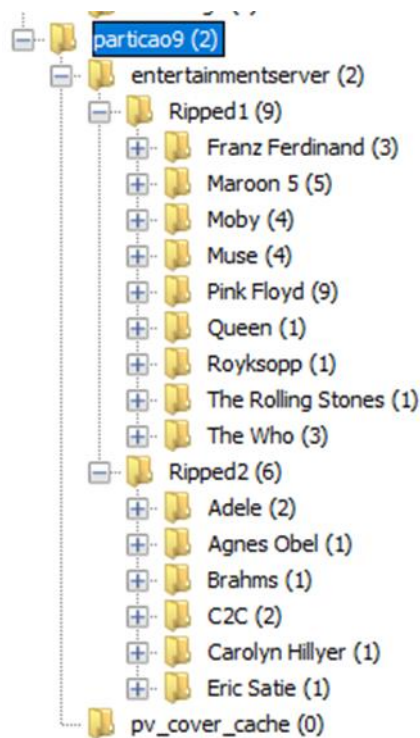 particao9 (2)
entertainmentserver (2)
Ripped1 (9)
Franz Ferdinand (3)
Maroon 5 (5)
Moby (4)
Muse (4)
Pink Floyd (9)
Queen (1)
Royksopp (1)
The Rolling Stones (1)
The Who (3)
Ripped2 (6)
Adele (2)
Agnes Obel (1)
Brahms (1)
C2C (2)
Carolyn Hillyer (1)
Eric Satie (1)
pv_cover_cache (0)